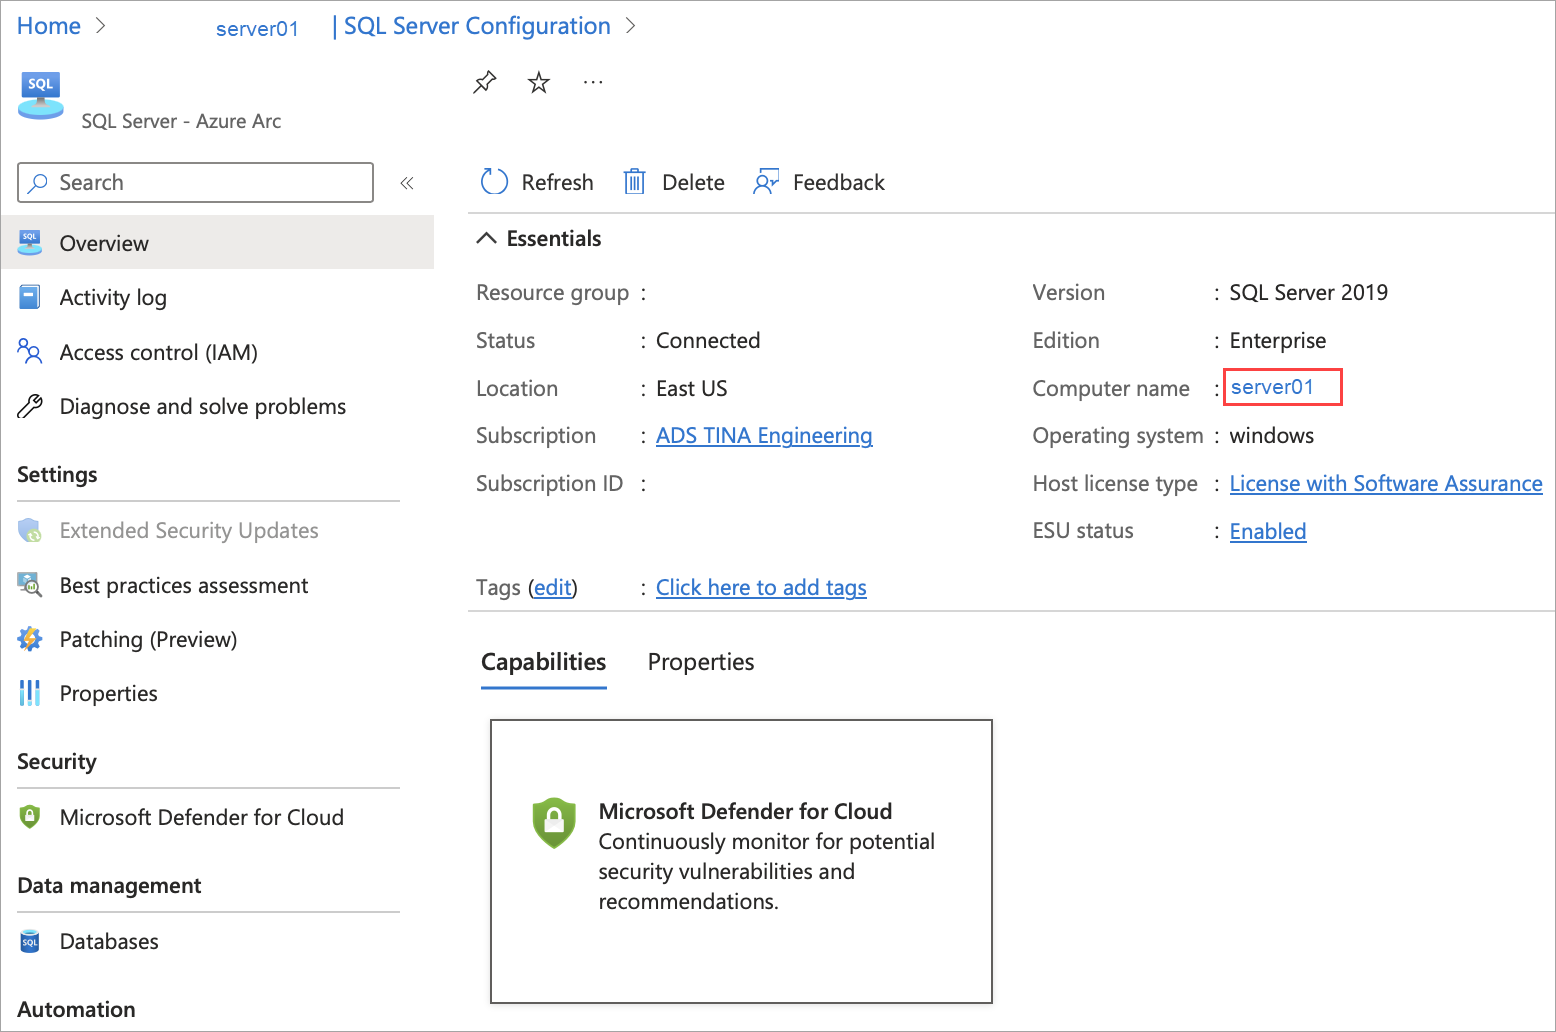 Home > server01 | SQL Server Configuration >
SQL
SQL Server - Azure Arc
Search «
Refresh Delete Feedback
SQL Overview
Activity log
Access control (IAM)
Diagnose and solve problems
Settings
Extended Security Updates
Best practices assessment
Patching (Preview)
Properties
Security
Microsoft Defender for Cloud
Data management
SQL Databases
Automation
Essentials
Resource group :
Status : Connected
Location : East US
Subscription : ADS TINA Engineering
Subscription ID :
Version : SQL Server 2019
Edition : Enterprise
Computer name : server01
Operating system : windows
Host license type : License with Software Assurance
ESU status : Enabled
Tags (edit) : Click here to add tags
Capabilities Properties
Microsoft Defender for Cloud
Continuously monitor for potential
security vulnerabilities and
recommendations.